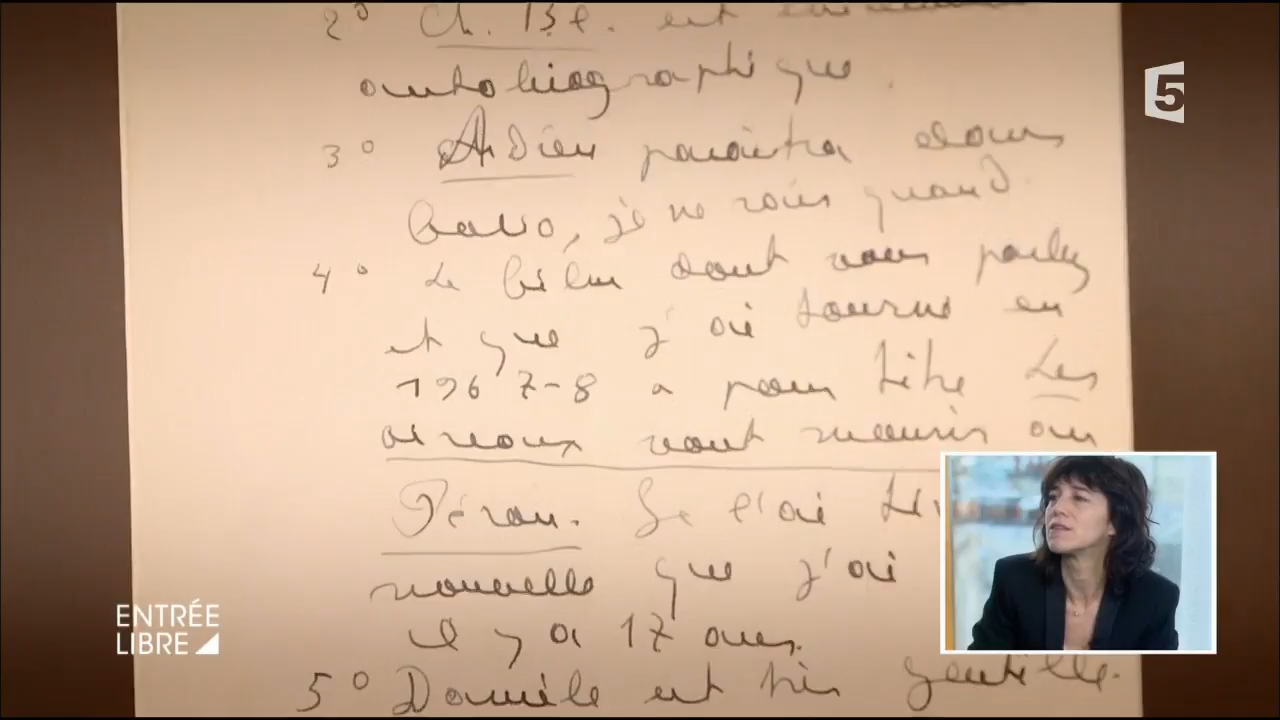 2° Ch. Bl. est
autobiographique.
3° Adieu paraitra dans
Bravo, je ne sais quand
4° Le film dont vous parlez
et que j'ai tourné en
1967-8 a pour titre Les
oiseaux vont mourir au
Pérou. Je l'ai
nouvelle que j'ai
il y a 17 ans.
5° Danièle est très gentille.
5
ENTRÉE
LIBRE